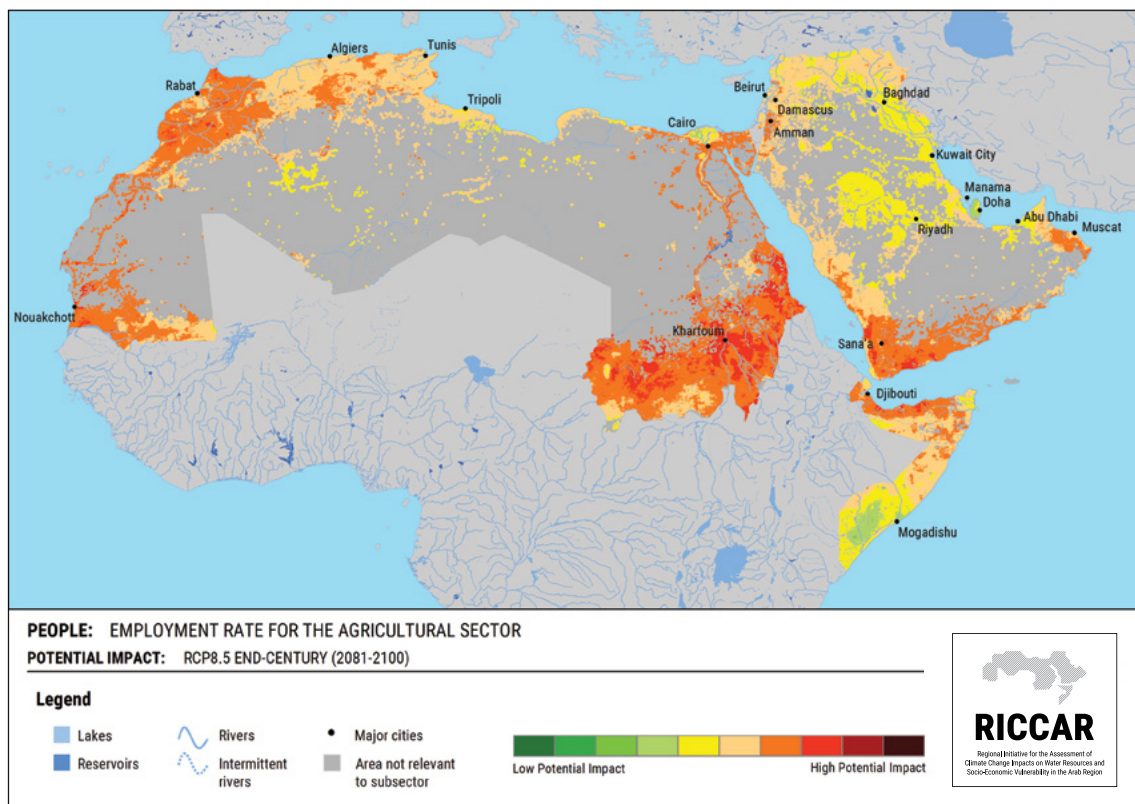 Algiers
Tunis
Rabat
Tripoli
Beirut
Damascus
Baghdad
Cairo
Amman
Kuwait City
Manama
Doha
Abu Dhabi
Riyadh
Muscat
Nouakchott
Khartoum
Sana'a
Djibouti
Mogadishu
PEOPLE: EMPLOYMENT RATE FOR THE AGRICULTURAL SECTOR
POTENTIAL IMPACT: RCP8.5 END-CENTURY (2081-2100)
Legend
Lakes
Rivers
Major cities
Reservoirs
Intermittent
rivers
Area not relevant
to subsector
Low Potential Impact
High Potential Impact
RICCAR
Regional Initiative for the Assessment of
Climate Change Impacts on Water Resources and
Socio-Economic Vulnerability in the Arab Region